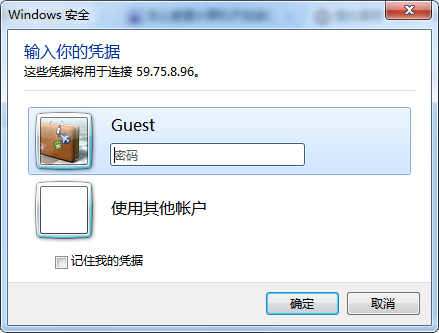 Windows 安全
输入你的凭据
这些凭据将用于连接 59.75.8.96。
Guest
密码
使用其他帐户
记住我的凭据
确定
取消